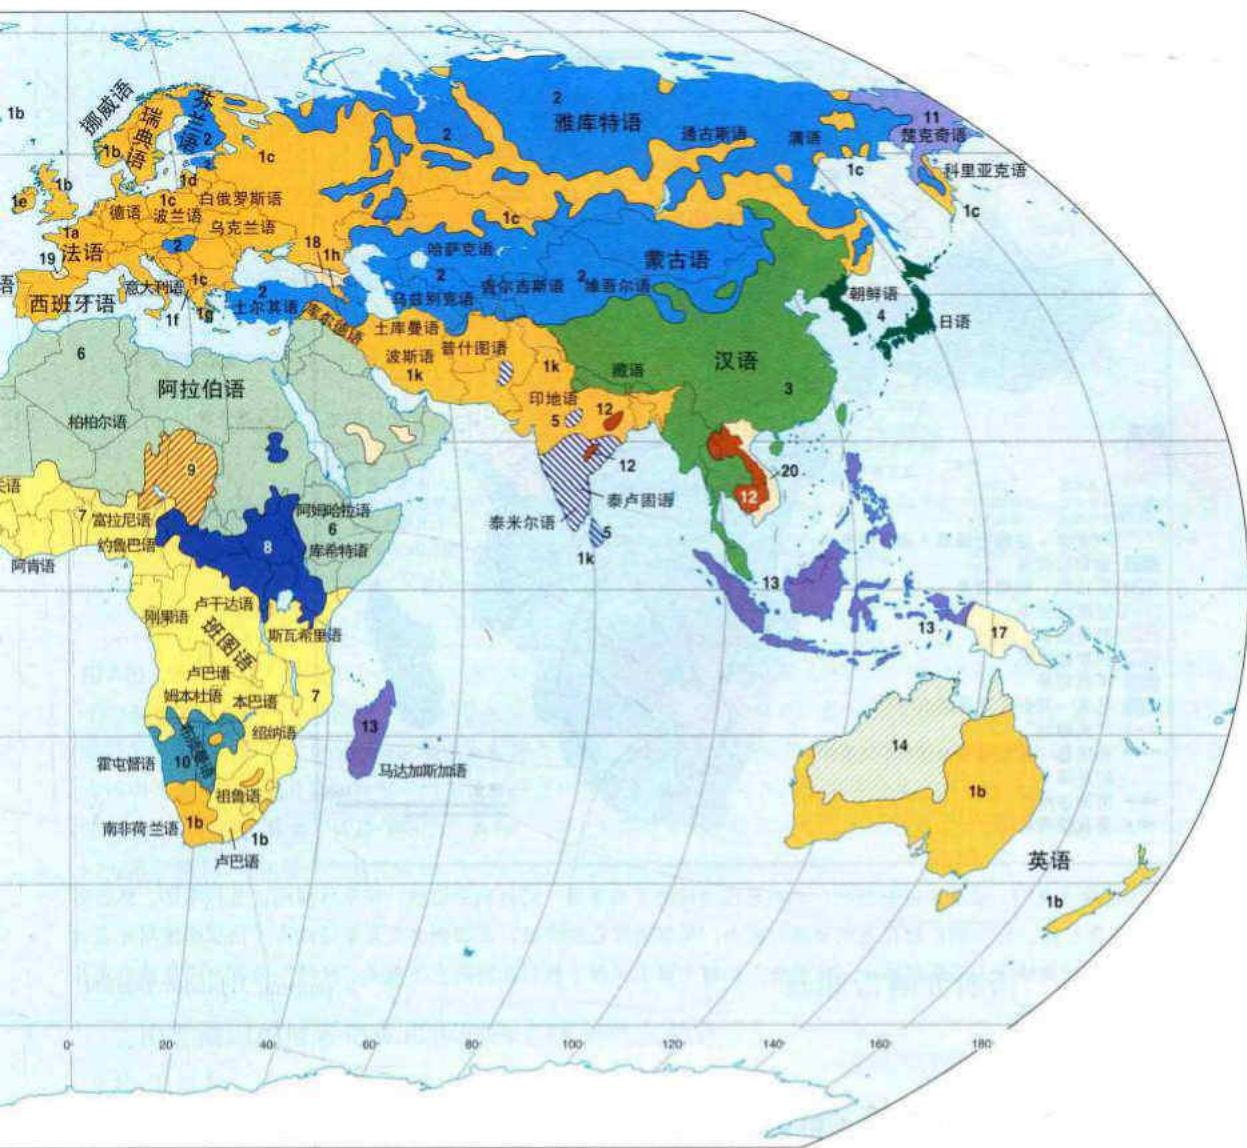 1b
挪威语
瑞典语
芬兰语
2
1b
1c
1d
1e
1b
1c
白俄罗斯语
德语
波兰语
乌克兰语
1a
法语
19
2
18
1h
语
西班牙语
意大利语
1c
1f
1g
2
土尔其语
库尔德语
2
2
雅库特语
通古斯语
满语
11
楚克奇语
1c
科里亚克语
1c
1c
哈萨克语
2
乌兹别克语
吉尔吉斯语
2
维吾尔语
蒙古语
土库曼语
波斯语
1k
普什图语
1k
印地语
5
12
藏语
汉语
3
朝鲜语
4
日语
6
阿拉伯语
柏柏尔语
9
7
富拉尼语
约鲁巴语
阿肯语
8
阿姆哈拉语
6
库希特语
12
泰卢固语
泰米尔语
5
1k
20
12
13
13
17
刚果语
卢干达语
斯瓦希里语
班图语
卢巴语
姆本杜语
本巴语
7
绍纳语
13
马达加斯加语
霍屯督语
10
祖鲁语
南非荷兰语
1b
1b
卢巴语
14
1b
英语
1b
0
20
40
60
80
100
120
140
160
180